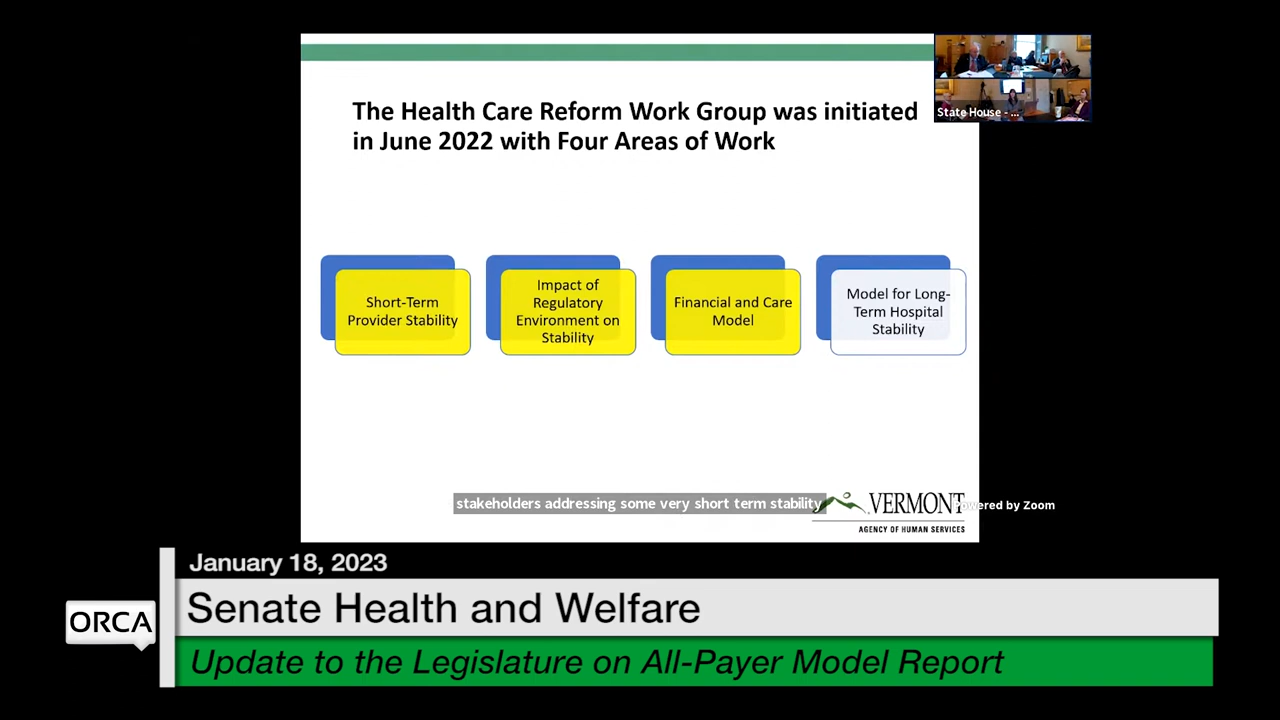 The Health Care Reform Work Group was initiated
in June 2022 with Four Areas of Work
State House - ...
Short-Term
Provider Stability
Impact of
Regulatory
Environment on
Stability
Financial and Care
Model
Model for Long-
Term Hospital
Stability
stakeholders addressing some very short term stability
VERMONT
AGENCY OF HUMAN SERVICES
Powered by Zoom
January 18, 2023
ORCA
Senate Health and Welfare
Update to the Legislature on All-Payer Model Report